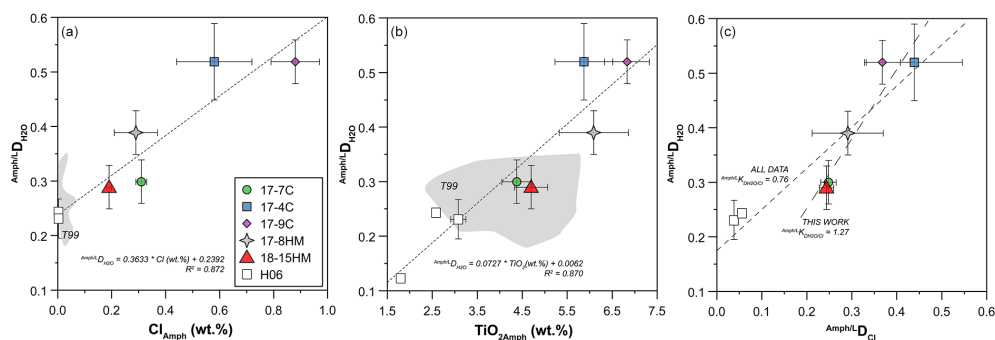 (a)
0.6
0.5
0.4
0.3
0.2
0.1
Amph/LDH2O
T99
Amph/LDH2O = 0.3633 * Cl (wt.%) + 0.2392
R² = 0.872
17-7C
17-4C
17-9C
17-8HM
18-15HM
H06
0.0 0.2 0.4 0.6 0.8 1.0
ClAmph (wt.%)
(b)
0.6
0.5
0.4
0.3
0.2
0.1
Amph/LDH2O
T99
Amph/LDH2O = 0.0727 * TiO2(wt.%) + 0.0062
R² = 0.870
1.5 2.5 3.5 4.5 5.5 6.5 7.5
TiO2Amph (wt.%)
(c)
0.6
0.5
0.4
0.3
0.2
0.1
Amph/LDH2O
ALL DATA
Amph/LKDH2O/Cl = 0.76
THIS WORK
Amph/LKDH2O/Cl = 1.27
0.0 0.1 0.2 0.3 0.4 0.5 0.6
Amph/LDCl